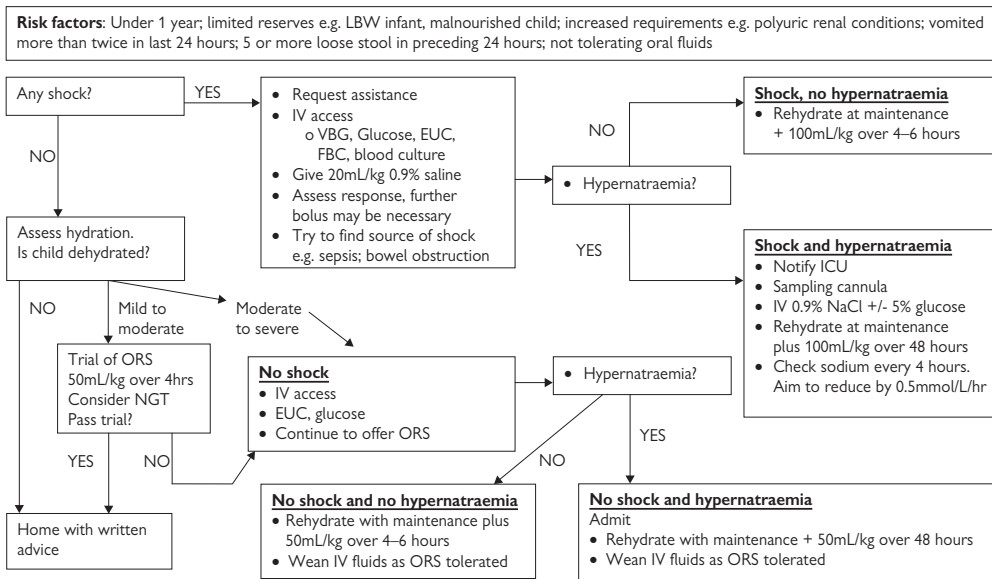 Risk factors: Under 1 year; limited reserves e.g. LBW infant, malnourished child; increased requirements e.g. polyuric renal conditions; vomited
more than twice in last 24 hours; 5 or more loose stool in preceding 24 hours; not tolerating oral fluids
Any shock?
YES
• Request assistance
• IV access
o VBG, Glucose, EUC,
FBC, blood culture
• Give 20mL/kg 0.9% saline
• Assess response, further
bolus may be necessary
• Try to find source of shock
e.g. sepsis; bowel obstruction
• Hypernatraemia?
NO
Shock, no hypernatraemia
• Rehydrate at maintenance
+ 100mL/kg over 4–6 hours
YES
Shock and hypernatraemia
• Notify ICU
• Sampling cannula
• IV 0.9% NaCl +/- 5% glucose
• Rehydrate at maintenance
plus 100mL/kg over 48 hours
• Check sodium every 4 hours.
Aim to reduce by 0.5mmol/L/hr
NO
Assess hydration.
Is child dehydrated?
NO
Mild to
moderate
Moderate
to severe
Trial of ORS
50mL/kg over 4hrs
Consider NGT
Pass trial?
YES
NO
Home with written
advice
No shock
• IV access
• EUC, glucose
• Continue to offer ORS
• Hypernatraemia?
NO
YES
No shock and no hypernatraemia
• Rehydrate with maintenance plus
50mL/kg over 4–6 hours
• Wean IV fluids as ORS tolerated
No shock and hypernatraemia
Admit
• Rehydrate with maintenance + 50mL/kg over 48 hours
• Wean IV fluids as ORS tolerated